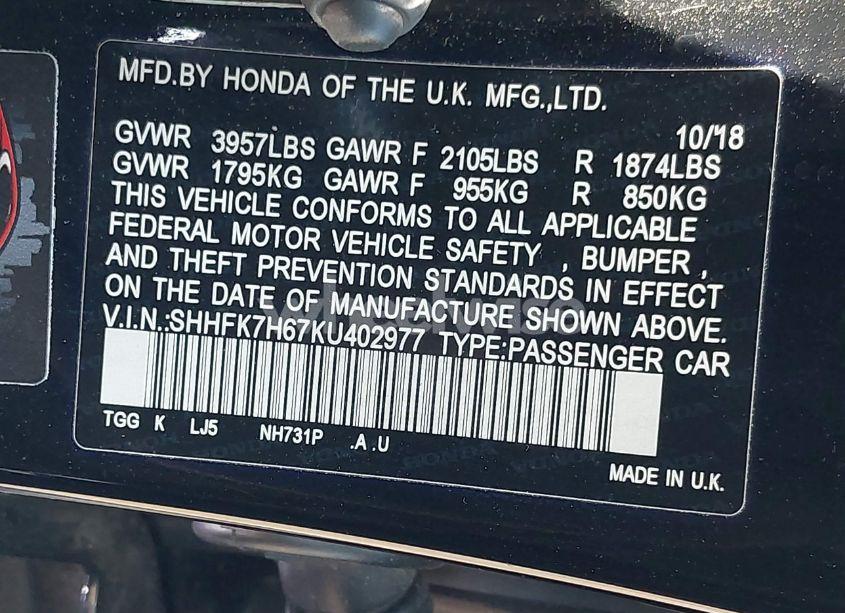 MFD.BY HONDA OF THE U.K. MFG.,LTD.
10/18
GVWR 3957LBS GAWR F 2105LBS R 1874LBS
GVWR 1795KG GAWR F 955KG R 850KG
THIS VEHICLE CONFORMS TO ALL APPLICABLE
FEDERAL MOTOR VEHICLE SAFETY , BUMPER ,
AND THEFT PREVENTION STANDARDS IN EFFECT
ON THE DATE OF MANUFACTURE SHOWN ABOVE.
V.I.N.:SHHFK7H67KU402977 TYPE:PASSENGER CAR
TGG K LJ5 NH731P .A .U
MADE IN U.K.